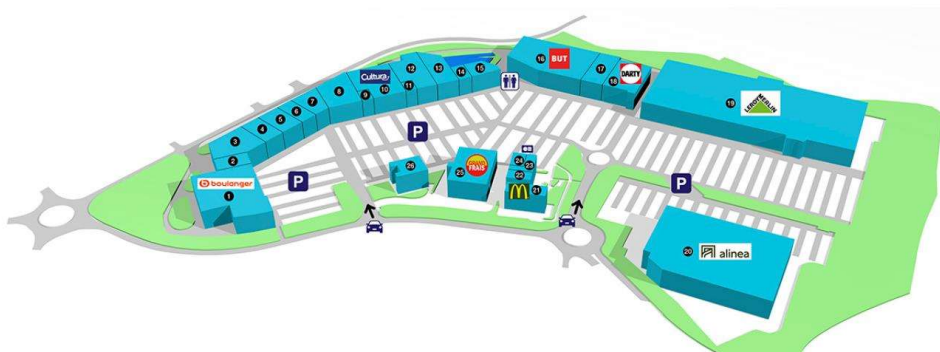 16
BUT
17
DARTY
18
19
LEROY MERLIN
12
13
14
15
Cultura
11
10
9
8
7
6
5
4
3
2
boulanger
1
P
P
P
26
GRAND
FRAIS
25
24
23
22
M
21
20
alinea